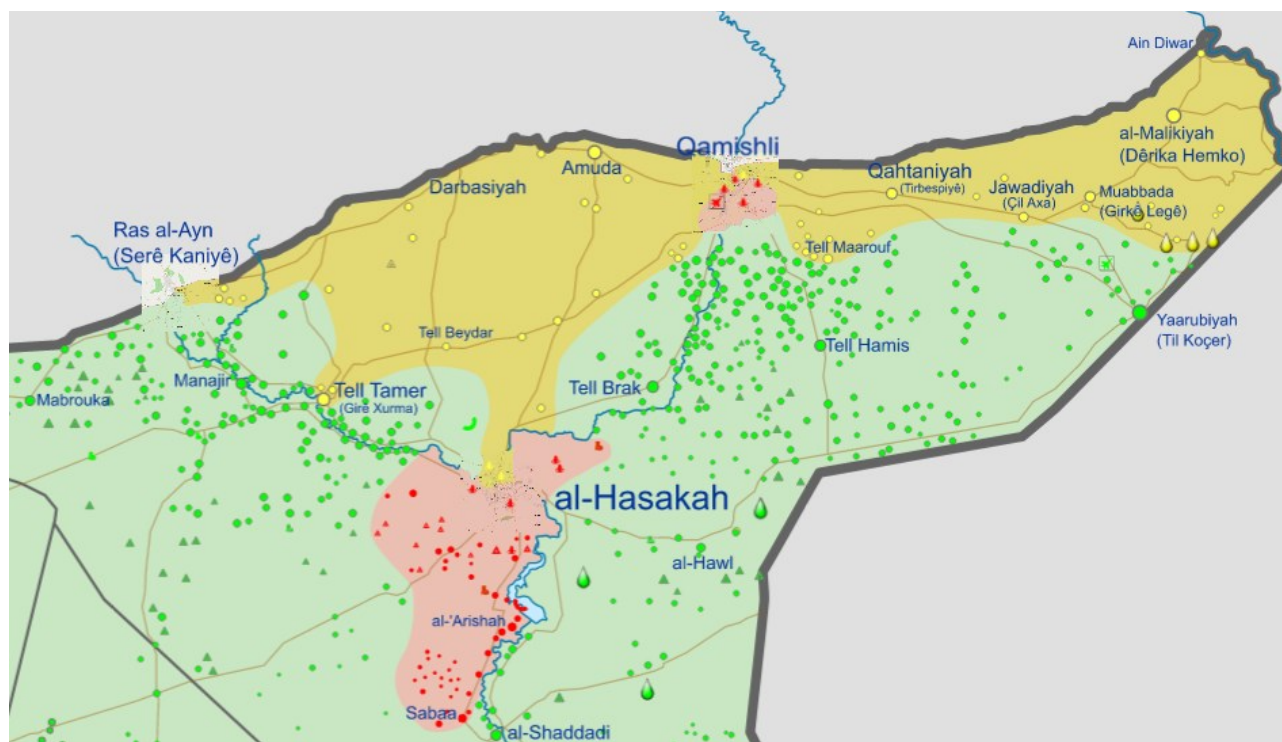 Ain Diwar
al-Malikiyah
(Dêrika Hemko)
Qamishli
Amuda
Darbasiyah
Qahtaniyah
(Tirbespiyê)
Jawadiyah
(Çil Axa)
Muabbada
(Girkê Legê)
Ras al-Ayn
(Serê Kaniyê)
Tell Maarouf
Yaarubiyah
(Til Koçer)
Tell Beydar
Tell Hamis
Manajir
Tell Tamer
(Girê Xurma)
Tell Brak
Mabrouka
al-Hasakah
al-Hawl
al-'Arishah
Sabaa
al-Shaddadi